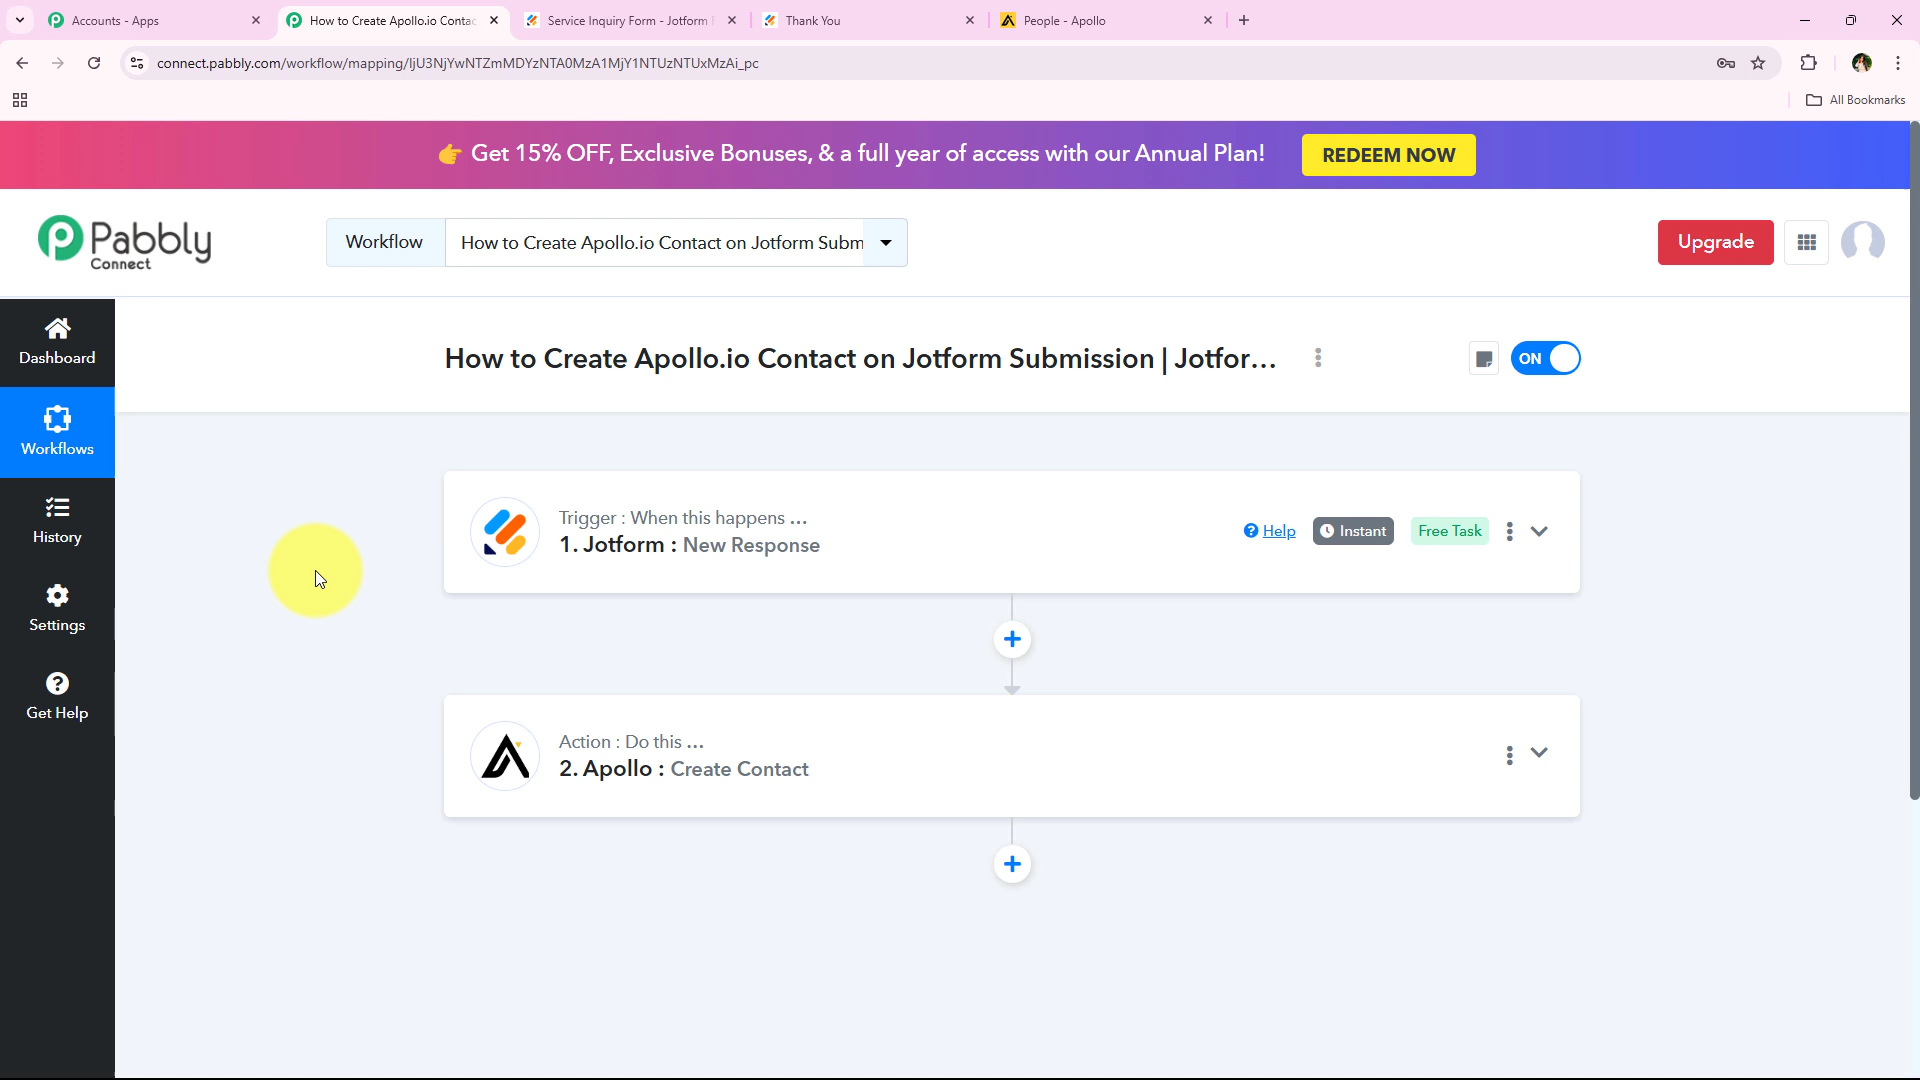 Accounts - Apps
How to Create Apollo.io Contac
Service Inquiry Form - Jotform
Thank You
People - Apollo
connect.pabbly.com/workflow/mapping/IjU3NjYwNTZmMDYzNTA0MzA1MjY1NTUzNTUxMzAi_pc
All Bookmarks
👉 Get 15% OFF, Exclusive Bonuses, & a full year of access with our Annual Plan!
REDEEM NOW
Pabbly
Connect
Workflow
How to Create Apollo.io Contact on Jotform Subm
Upgrade
Dashboard
Workflows
History
Settings
Get Help
How to Create Apollo.io Contact on Jotform Submission | Jotfor...
ON
Trigger : When this happens ...
1. Jotform : New Response
Help
Instant
Free Task
Action : Do this ...
2. Apollo : Create Contact